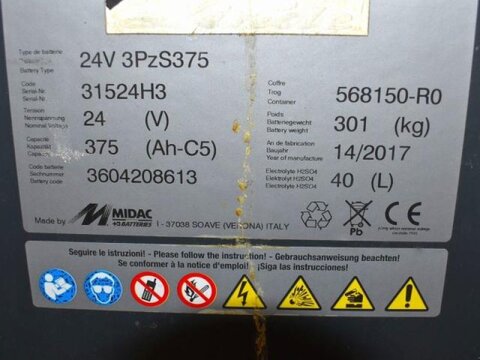 Type de batterie
Battery Type
24V 3PzS375
Code
Serial-Nr.
Serial-Nr.
31524H3
Tension
Nennspannung
Nominal Voltage
24 (V)
Capacité
Kapazität
Capacity
375 (Ah-C5)
Code batterie
Sachnummer
Battery code
3604208613
Coffre
Trog
Container
568150-R0
Poids
Batteriegewicht
Battery weight
301 (kg)
An de fabrication
Baujahr
Year of manufacture
14/2017
Electrolyte H2SO4
Elektrolyt H2SO4
Electrolyte H2SO4
40 (L)
Made by
MIDAC
BATTERIES
I - 37038 SOAVE (VERONA) ITALY
Pb
CE
Seguire le istruzioni! - Please follow the instruction! - Gebrauchsanweisung beachten!
Se conformer à la notice d'emploi! - ¡Siga las instrucciones!